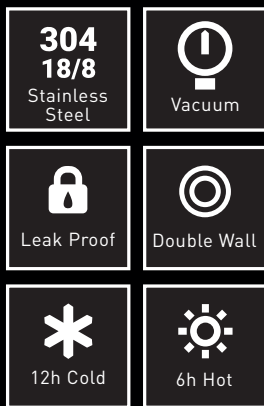 304
18/8
Stainless
Steel
Vacuum
Leak Proof
Double Wall
12h Cold
6h Hot